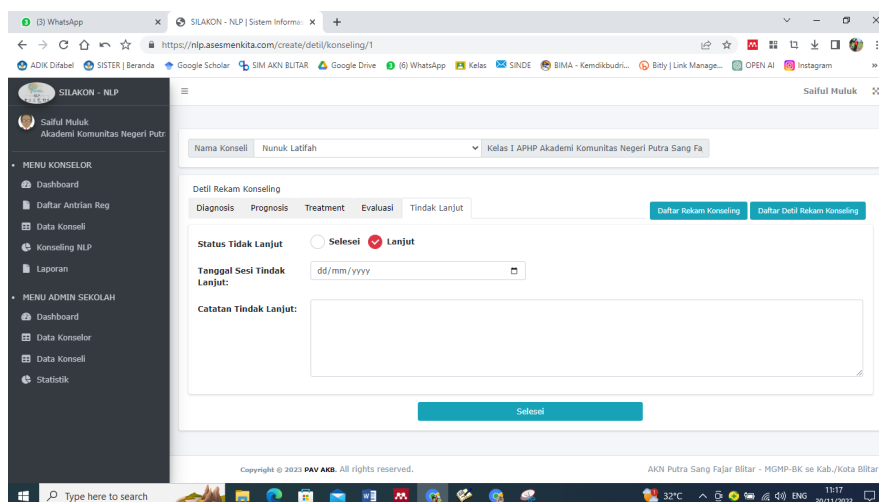 (3) WhatsApp
SILAKON - NLP | Sistem Informa
https://nlp.asesmenkita.com/create/detil/konseling/1
ADIK Difabel SISTER | Beranda Google Scholar SIM AKN BLITAR Google Drive (6) WhatsApp Kelas SINDE BIMA - Kemdikbudri... Bitly | Link Manage... OPEN AI Instagram »
SILAKON - NLP
Saiful Muluk
Saiful Muluk
Akademi Komunitas Negeri Putr
MENU KONSELOR
Dashboard
Daftar Antrian Reg
Data Konseli
Konseling NLP
Laporan
MENU ADMIN SEKOLAH
Dashboard
Data Konselor
Data Konseli
Statistik
Nama Konseli Nunuk Latifah Kelas I APHP Akademi Komunitas Negeri Putra Sang Fa
Detil Rekam Konseling
Diagnosis Prognosis Treatment Evaluasi Tindak Lanjut Daftar Rekam Konseling Daftar Detil Rekam Konseling
Status Tidak Lanjut Selesei Lanjut
Tanggal Sesi Tindak
Lanjut:
dd/mm/yyyy
Catatan Tindak Lanjut:
Selesei
Copyright © 2023 PAV AKB. All rights reserved.
AKN Putra Sang Fajar Blitar - MGMP-BK se Kab./Kota Blitar
Type here to search
32°C ENG 11:17
30/11/2023